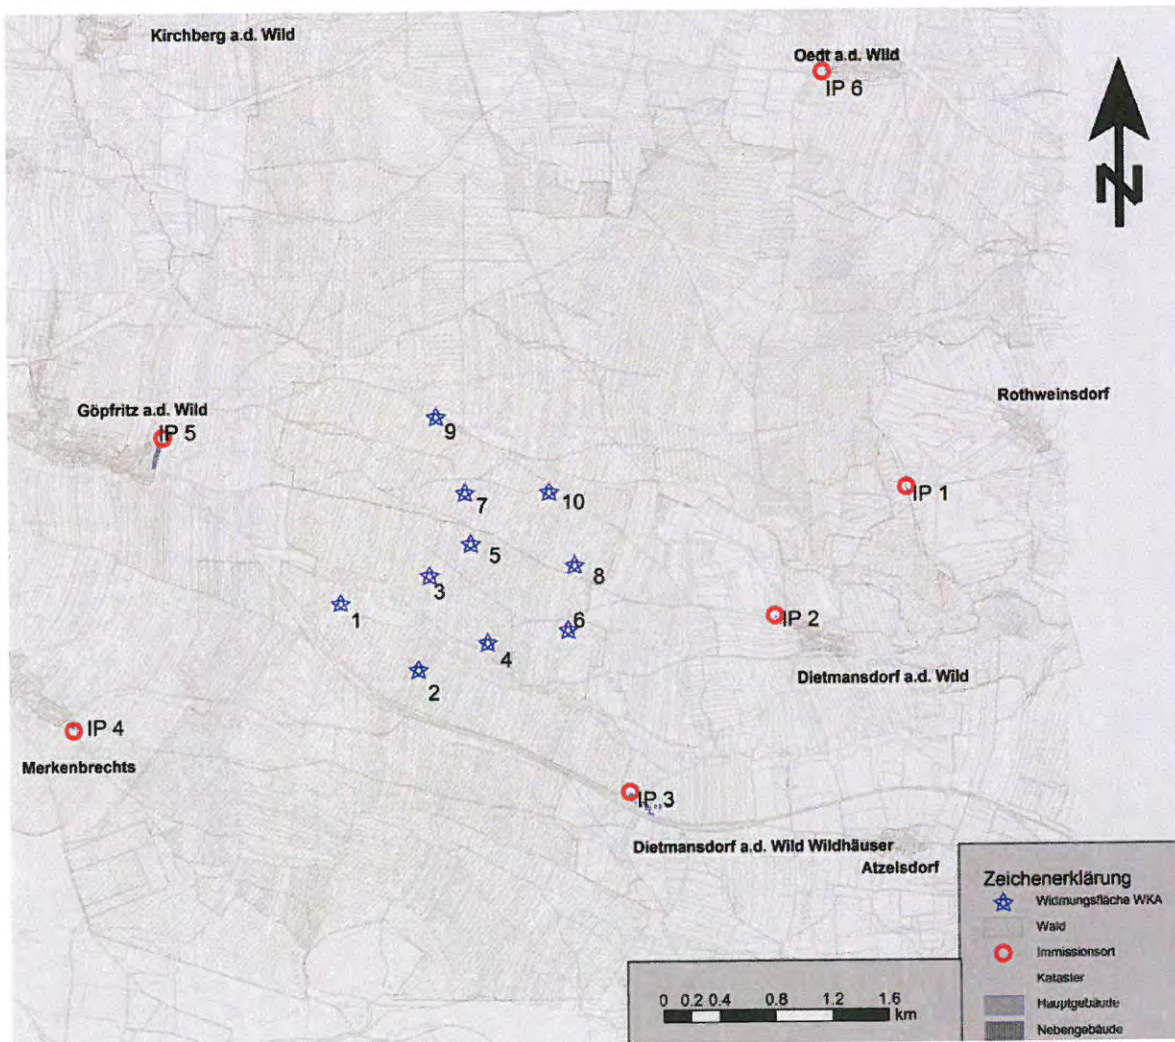 Kirchberg a.d. Wild
Oedt a.d. Wild
IP 6
N
Rothweinsdorf
Göpfritz a.d. Wild
IP 5
9
7
10
IP 1
5
8
3
1
6
IP 2
4
2
Dietmansdorf a.d. Wild
IP 4
Merkenbrechts
IP 3
Dietmansdorf a.d. Wild Wildhäuser
Atzelsdorf
Zeichenerklärung
Widmungsfläche WKA
Wald
Immissionsort
Kataster
Hauptgebäude
Nebengebäude
0 0.2 0.4 0.8 1.2 1.6
km